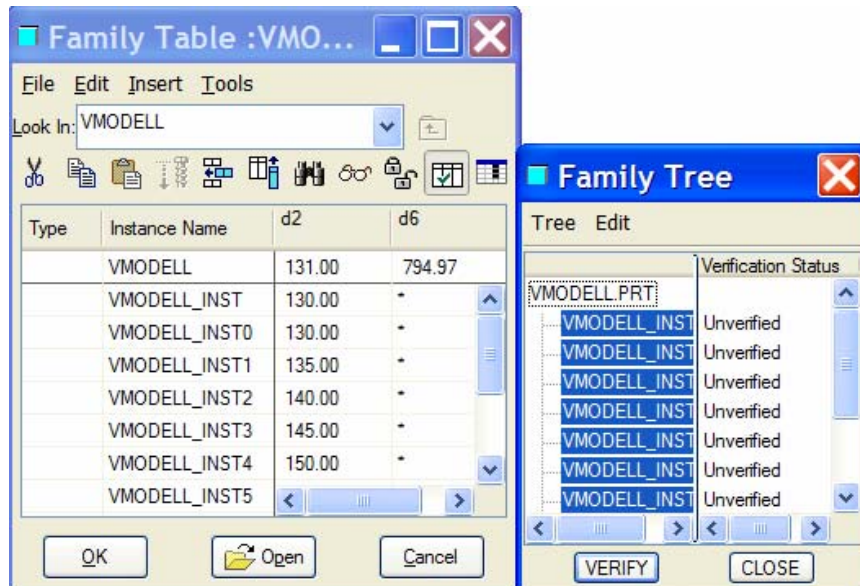 Family Table :VMO...
File Edit Insert Tools
Look In: VMODELL
Type Instance Name d2 d6
VMODELL 131.00 794.97
VMODELL_INST 130.00 *
VMODELL_INST0 130.00 *
VMODELL_INST1 135.00 *
VMODELL_INST2 140.00 *
VMODELL_INST3 145.00 *
VMODELL_INST4 150.00 *
VMODELL_INST5
OK Open Cancel
Family Tree
Tree Edit
Verification Status
VMODELL.PRT
VMODELL_INST Unverified
VMODELL_INST Unverified
VMODELL_INST Unverified
VMODELL_INST Unverified
VMODELL_INST Unverified
VMODELL_INST Unverified
VMODELL_INST Unverified
VERIFY CLOSE